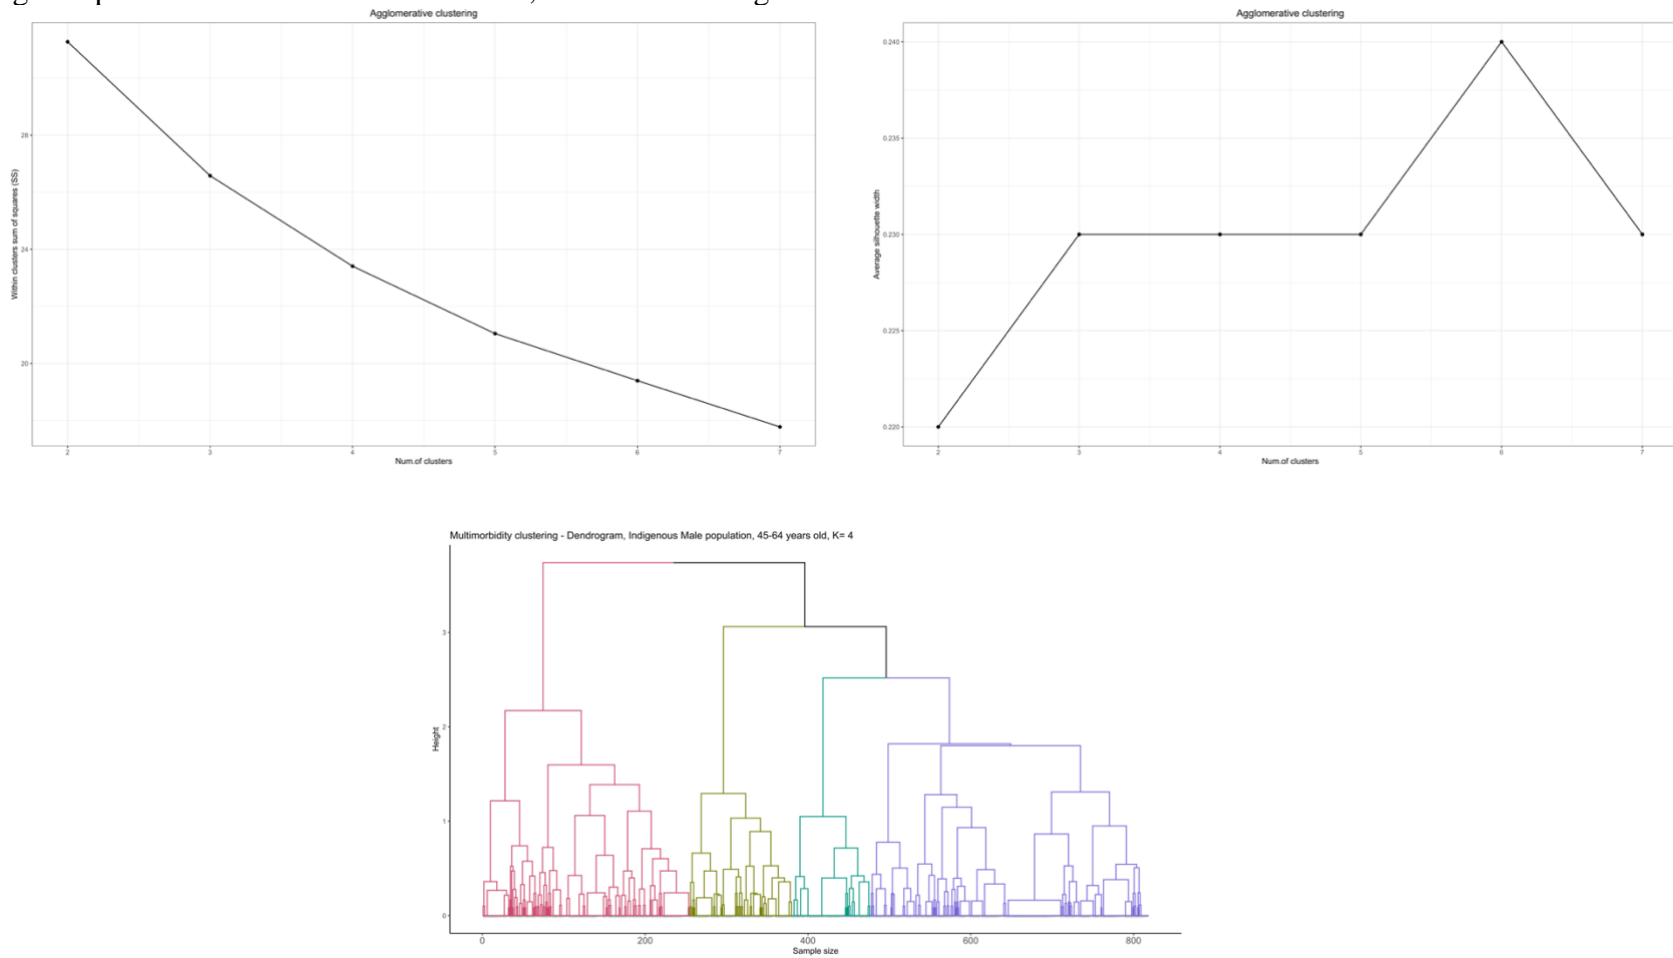 Agglomerative clustering
Within clusters sum of squares (SS)
28
24
20
2 3 4 5 6 7
Num.of clusters
Agglomerative clustering
Average silhouette width
0.240
0.235
0.230
0.225
0.220
2 3 4 5 6 7
Num.of clusters
Multimorbidity clustering - Dendrogram, Indigenous Male population, 45-64 years old, K= 4
Height
3
2
1
0
0 200 400 600 800
Sample size